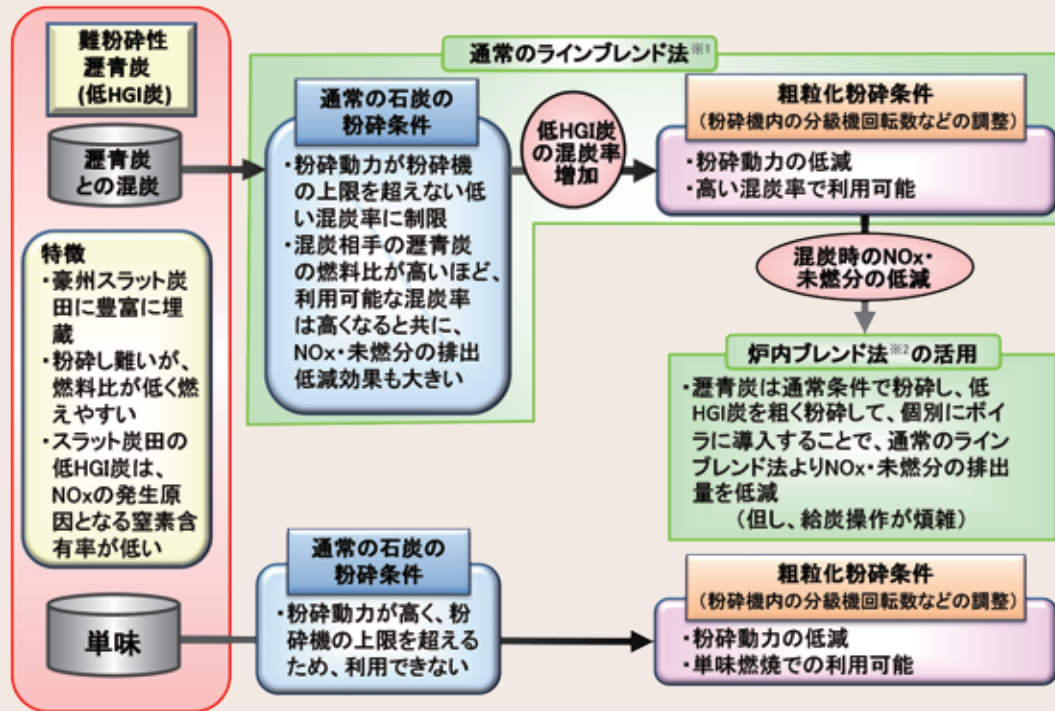 難粉砕性
瀝青炭
(低HGI炭)
瀝青炭
との混炭
特徴
・豪州スラット炭
田に豊富に埋
蔵
・粉砕し難いが、
燃料比が低く燃
えやすい
・スラット炭田の
低HGI炭は、
NOxの発生原
因となる窒素含
有率が低い
単味
通常のラインブレンド法※1
通常の石炭の
粉砕条件
・粉砕動力が粉砕機
の上限を超えない低
い混炭率に制限
・混炭相手の瀝青炭
の燃料比が高いほど、
利用可能な混炭率
は高くなると共に、
NOx・未燃分の排出
低減効果も大きい
低HGI炭
の混炭率
増加
粗粒化粉砕条件
(粉砕機内の分級機回転数などの調整)
・粉砕動力の低減
・高い混炭率で利用可能
混炭時のNOx・
未燃分の低減
炉内ブレンド法※2の活用
・瀝青炭は通常条件で粉砕し、低
HGI炭を粗く粉砕して、個別にボイ
ラに導入することで、通常のライン
ブレンド法よりNOx・未燃分の排出
量を低減
(但し、給炭操作が煩雑)
通常の石炭の
粉砕条件
・粉砕動力が高く、粉
砕機の上限を超える
ため、利用できない
粗粒化粉砕条件
(粉砕機内の分級機回転数などの調整)
・粉砕動力の低減
・単味燃焼での利用可能